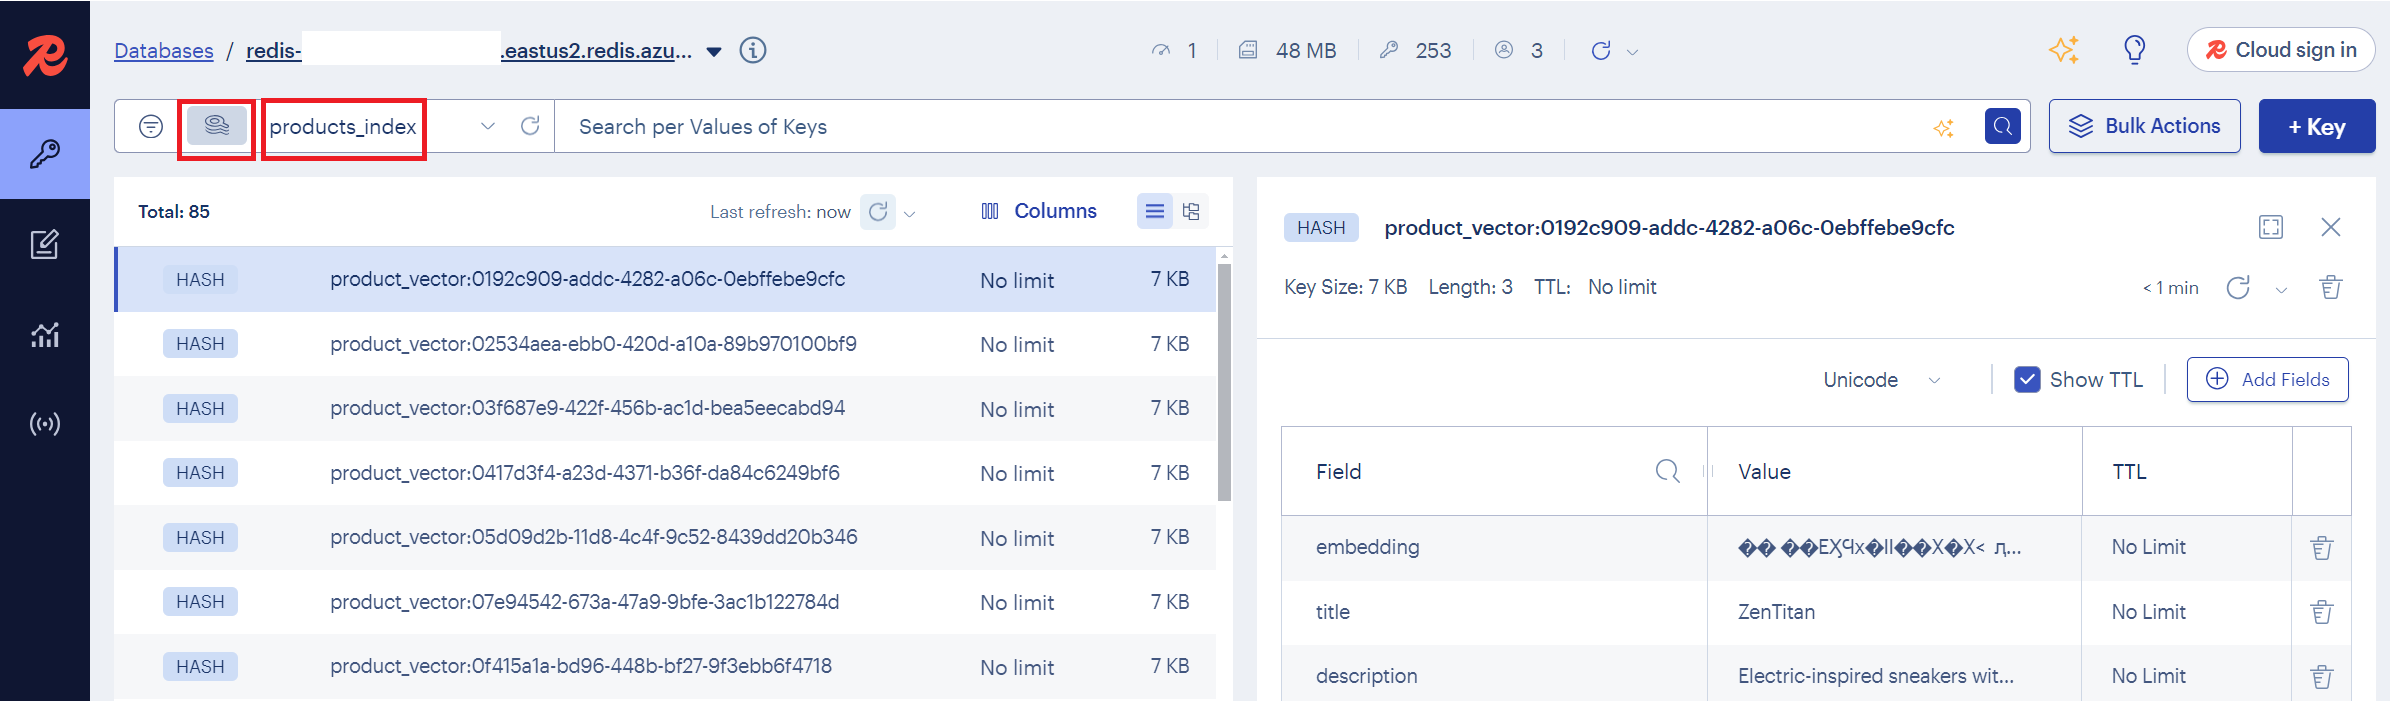 Databases / redis- .eastus2.redis.azu...
1 48 MB 253 3
Cloud sign in
products_index
Search per Values of Keys
Bulk Actions
+ Key
Total: 85
Last refresh: now
Columns
HASH product_vector:0192c909-addc-4282-a06c-0ebffebe9cfc No limit 7 KB
HASH product_vector:02534aea-ebb0-420d-a10a-89b970100bf9 No limit 7 KB
HASH product_vector:03f687e9-422f-456b-ac1d-bea5eecabd94 No limit 7 KB
HASH product_vector:0417d3f4-a23d-4371-b36f-da84c6249bf6 No limit 7 KB
HASH product_vector:05d09d2b-11d8-4c4f-9c52-8439dd20b346 No limit 7 KB
HASH product_vector:07e94542-673a-47a9-9bfe-3ac1b122784d No limit 7 KB
HASH product_vector:0f415a1a-bd96-448b-bf27-9f3ebb6f4718 No limit 7 KB
HASH product_vector:0192c909-addc-4282-a06c-0ebffebe9cfc
Key Size: 7 KB Length: 3 TTL: No limit
< 1 min
Unicode
Show TTL
Add Fields
Field Value TTL
embedding No Limit
title ZenTitan No Limit
description Electric-inspired sneakers wit... No Limit